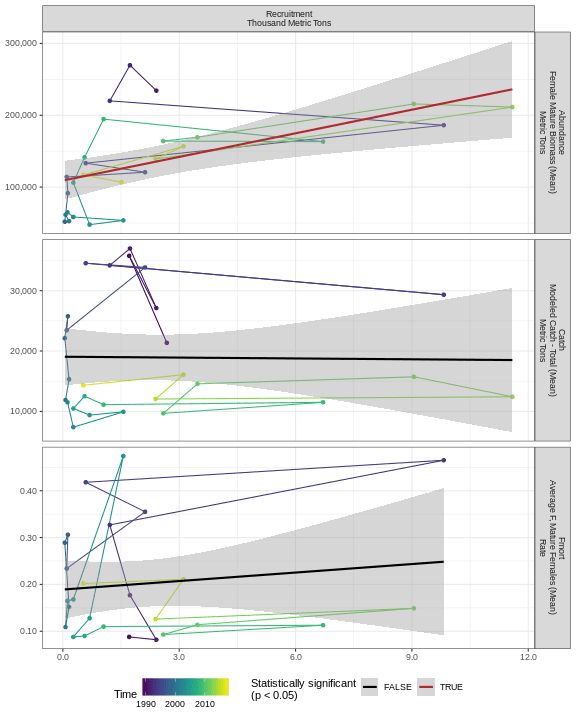 Recruitment
Thousand Metric Tons
300,000
200,000
100,000
Abundance
Female Mature Biomass (Mean)
Metric Tons
30,000
20,000
10,000
Catch
Modeled Catch - Total (Mean)
Metric Tons
0.40
0.30
0.20
0.10
Fmort
Average F, Mature Females (Mean)
Rate
0.0 3.0 6.0 9.0 12.0
Time
1990 2000 2010
Statistically significant
(p < 0.05)
FALSE
TRUE